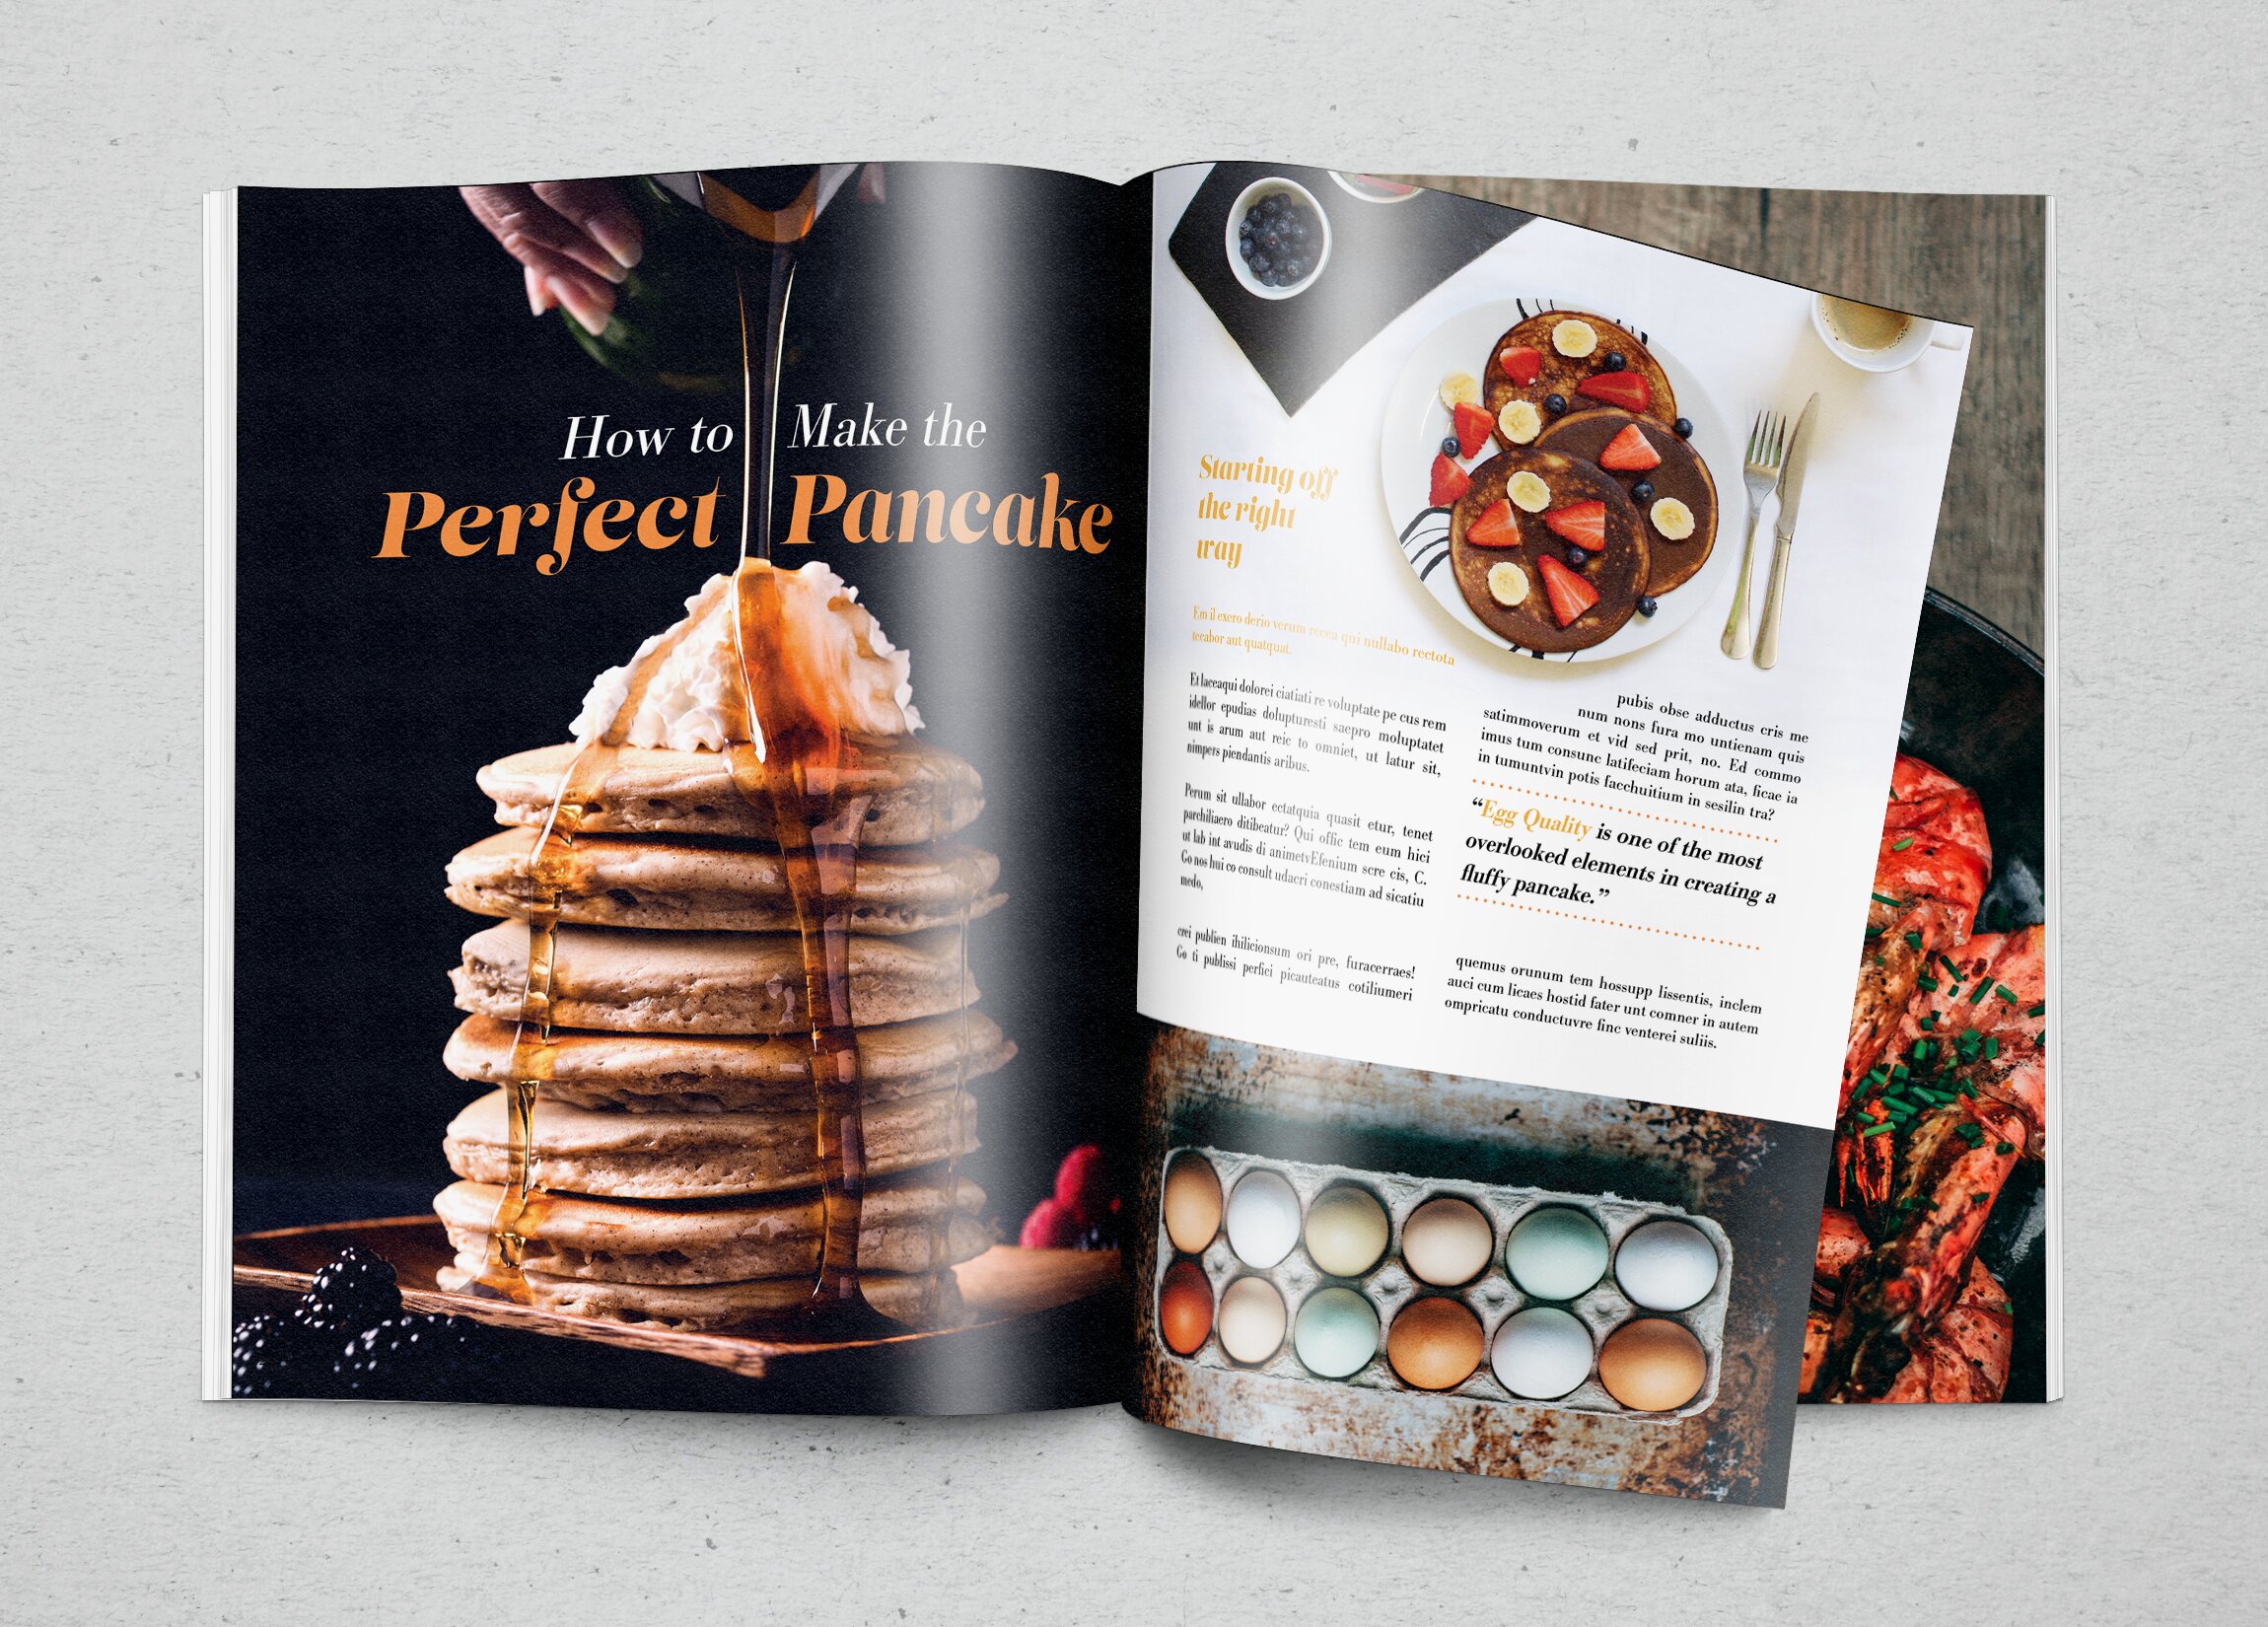 How to Make the
Perfect Pancake
Starting off
the right
way
Em il exero derio verum recea qui nullabo rectota
teeabor aut quatquat.
Et laceaqui dolorei ciatiati re voluptate pe cus rem
idellor epudias dolupturesti saepro moluptatet
unt is arum aut reic to omniet, ut latur sit,
nimpers piendantis aribus.
Perum sit ullabor ectatquia quasit etur, tenet
parchiliaero ditibeatur? Qui offic tem eum hici
ut lab int avudis di animetvEfenium scre cis, C.
Go nos hui co consult udacri conestiam ad sicatiu
medo,
crei publien ihilicionsum ori pre, furacerraes!
Go ti publissi perfici picauteatus cotiliumeri
pubis obse adductus cris me
num nons fura mo untienam quis
satimmoverum et vid sed prit, no. Ed commo
imus tum consunc latifeciam horum ata, ficae ia
in tumuntvin potis facchuitium in sesilin tra?
“Egg Quality is one of the most
overlooked elements in creating a
fluffy pancake.”
quemus orunum tem hossupp lissentis, inclem
auci cum licaes hostid fater unt comner in autem
ompricatu conductuvre finc venterei suliis.